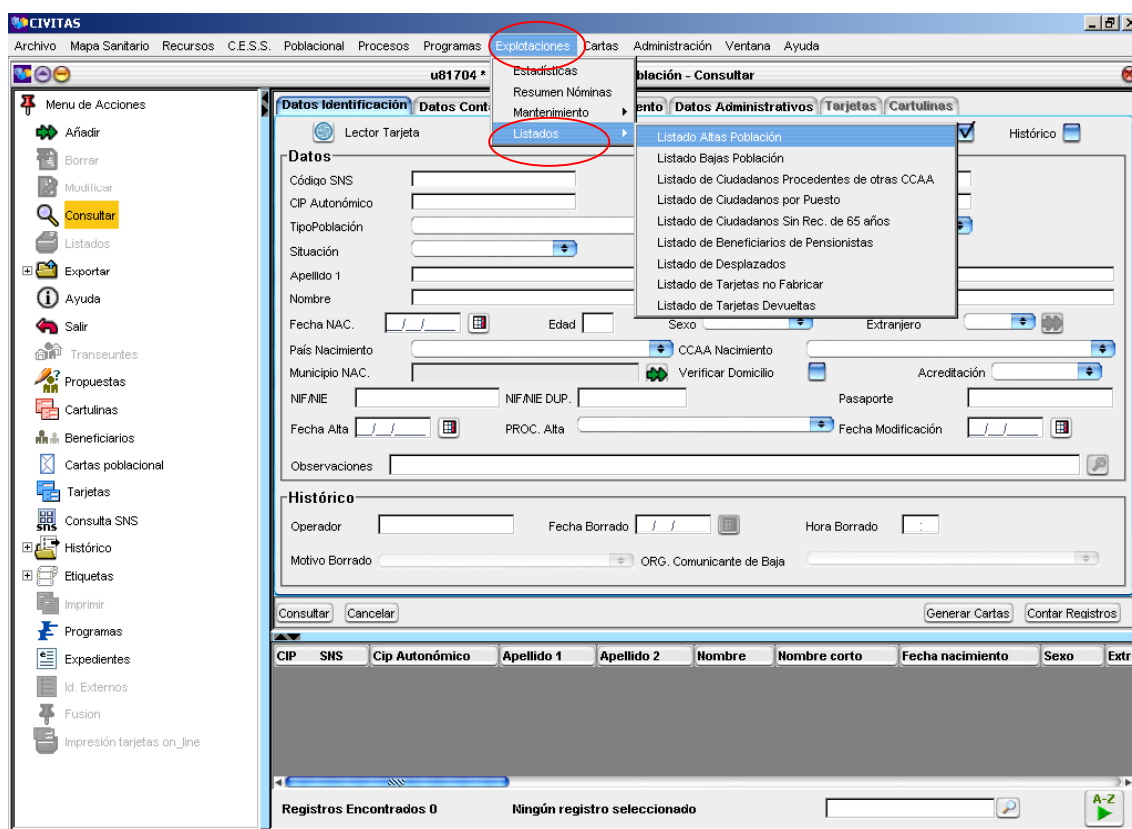 CIVITAS
Archivo Mapa Sanitario Recursos C.E.S.S. Poblacional Procesos Programas Explotaciones Cartas Administración Ventana Ayuda
u81704 * blación - Consultar
Estadísticas
Resumen Nóminas
Mantenimiento
Listados
Listado Altas Población
Listado Bajas Población
Listado de Ciudadanos Procedentes de otras CCAA
Listado de Ciudadanos por Puesto
Listado de Ciudadanos Sin Rec. de 65 años
Listado de Beneficiarios de Pensionistas
Listado de Desplazados
Listado de Tarjetas no Fabricar
Listado de Tarjetas Devueltas
Menu de Acciones
Añadir
Borrar
Modificar
Consultar
Listados
Exportar
Ayuda
Salir
Transeuntes
Propuestas
Cartulinas
Beneficiarios
Cartas poblacional
Tarjetas
Consulta SNS
Histórico
Etiquetas
Imprimir
Programas
Expedientes
Id. Externos
Fusion
Impresión tarjetas on_line
Datos Identificación Datos Cont ento Datos Administrativos Tarjetas Cartulinas
Lector Tarjeta Histórico
Datos
Código SNS
CIP Autonómico
TipoPoblación
Situación
Apellido 1
Nombre
Fecha NAC. _/_/___ Edad Sexo Extranjero
País Nacimiento CCAA Nacimiento
Municipio NAC. Verificar Domicilio Acreditación
NIF/NIE NIF/NIE DUP. Pasaporte
Fecha Alta _/_/___ PROC. Alta Fecha Modificación _/_/___
Observaciones
Histórico
Operador Fecha Borrado / / Hora Borrado :
Motivo Borrado ORG. Comunicante de Baja
Consultar Cancelar Generar Cartas Contar Registros
CIP SNS Cip Autonómico Apellido 1 Apellido 2 Nombre Nombre corto Fecha nacimiento Sexo Extr
Registros Encontrados 0 Ningún registro seleccionado A-Z